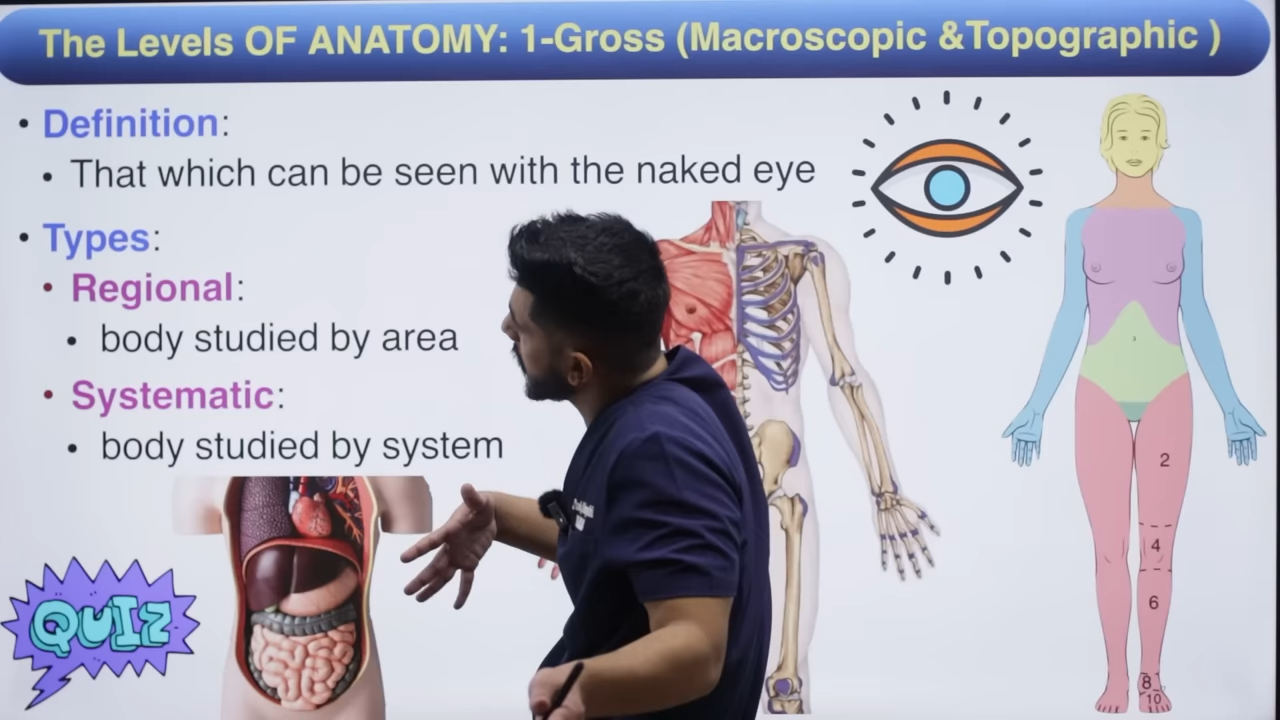 The Levels OF ANATOMY: 1-Gross (Macroscopic &Topographic )
• Definition:
• That which can be seen with the naked eye
• Types:
• Regional:
• body studied by area
• Systematic:
• body studied by system
QUIZ
3
2
4
6
8
10